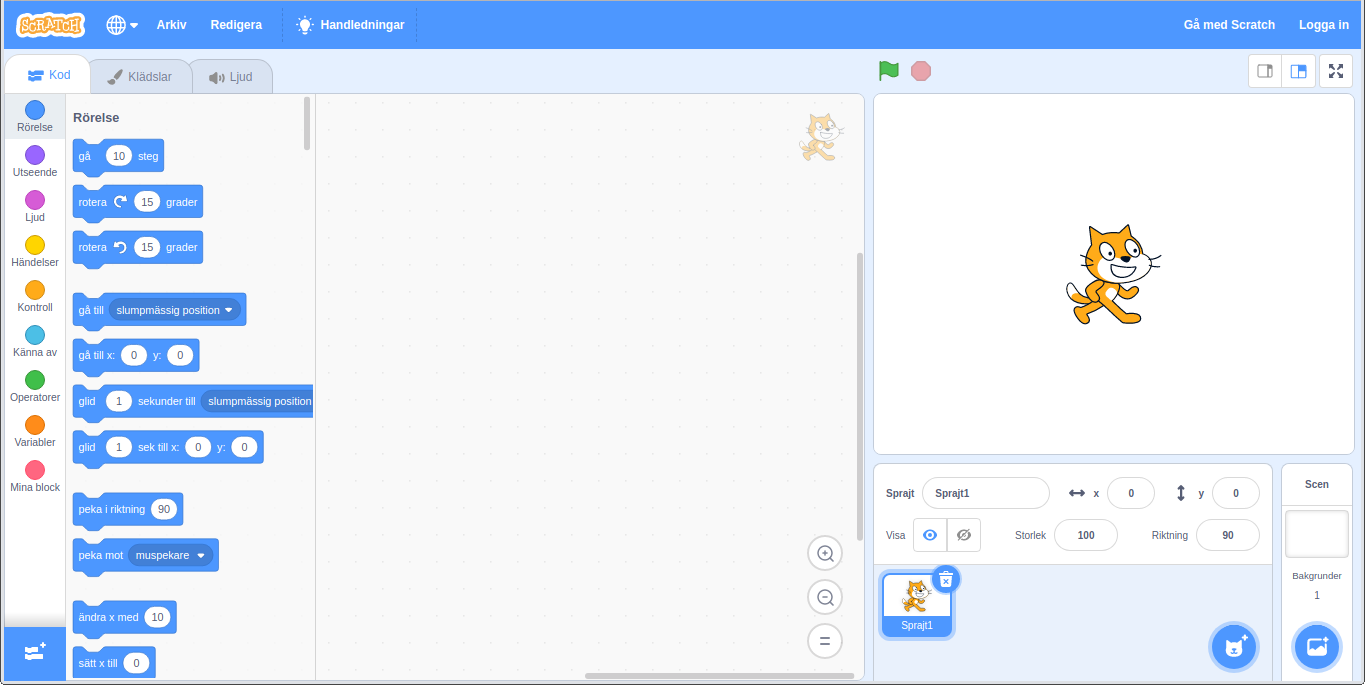 SCRATCH Arkiv Redigera Handledningar Gå med Scratch Logga in
Kod Klädslar Ljud
Rörelse
Utseende
Ljud
Händelser
Kontroll
Känna av
Operatorer
Variabler
Mina block
Rörelse
gå 10 steg
rotera 15 grader
rotera 15 grader
gå till slumpmässig position
gå till x: 0 y: 0
glid 1 sekunder till slumpmässig position
glid 1 sek till x: 0 y: 0
peka i riktning 90
peka mot muspekare
ändra x med 10
sätt x till 0
Sprajt Sprajt1 x 0 y 0
Visa Storlek 100 Riktning 90
Sprajt1
Scen
Bakgrunder
1